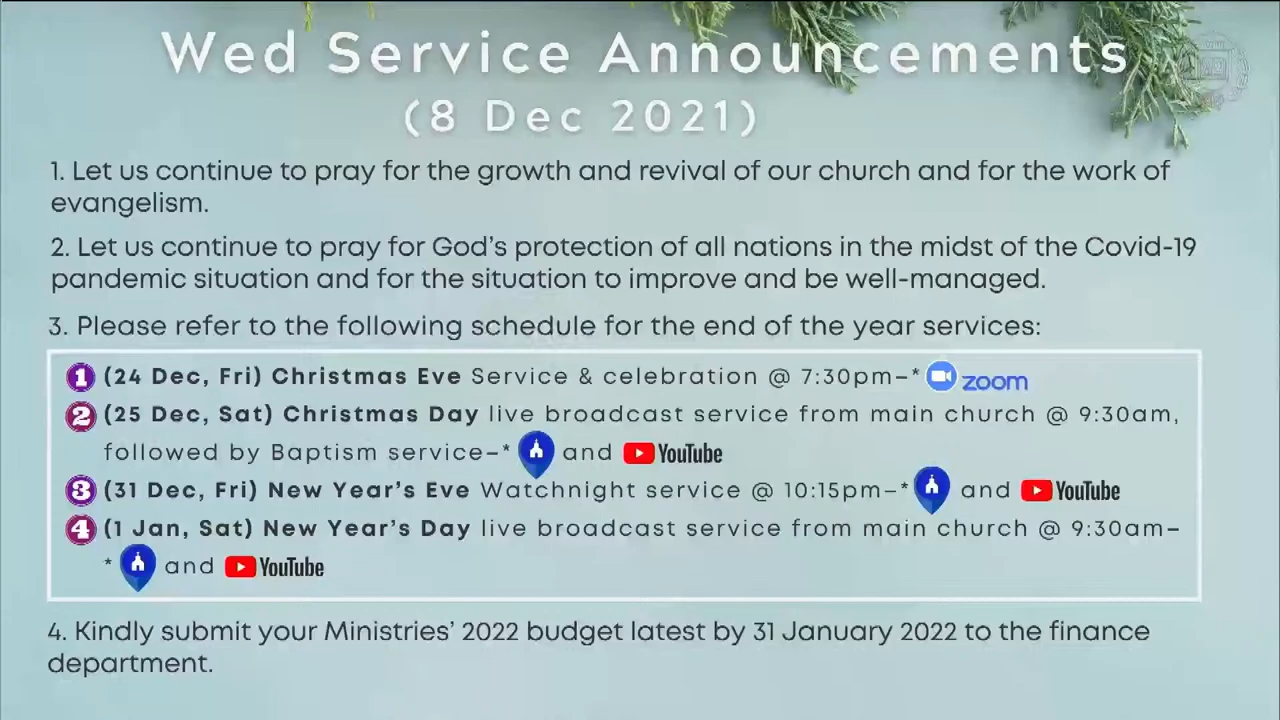 Wed Service Announcements
(8 Dec 2021)
1. Let us continue to pray for the growth and revival of our church and for the work of
evangelism.
2. Let us continue to pray for God's protection of all nations in the midst of the Covid-19
pandemic situation and for the situation to improve and be well-managed.
3. Please refer to the following schedule for the end of the year services:
1 (24 Dec, Fri) Christmas Eve Service & celebration @ 7:30pm–* zoom
2 (25 Dec, Sat) Christmas Day live broadcast service from main church @ 9:30am,
followed by Baptism service–* and YouTube
3 (31 Dec, Fri) New Year's Eve Watchnight service @ 10:15pm–* and YouTube
4 (1 Jan, Sat) New Year's Day live broadcast service from main church @ 9:30am–
* and YouTube
4. Kindly submit your Ministries' 2022 budget latest by 31 January 2022 to the finance
department.